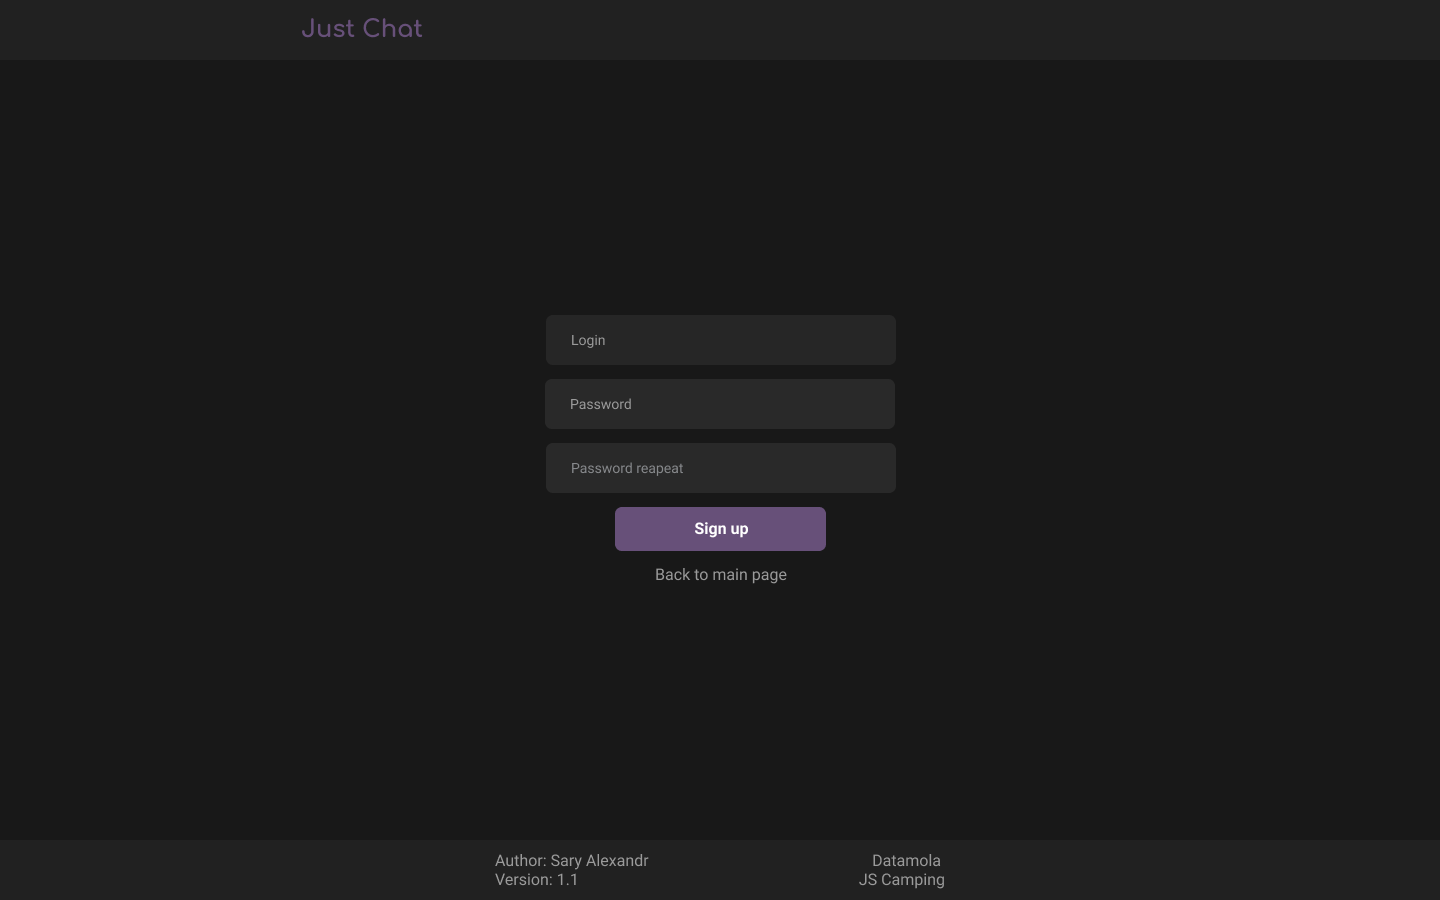 Just Chat
Login
Password
Password reapeat
Sign up
Back to main page
Author: Sary Alexandr
Version: 1.1
Datamola
JS Camping